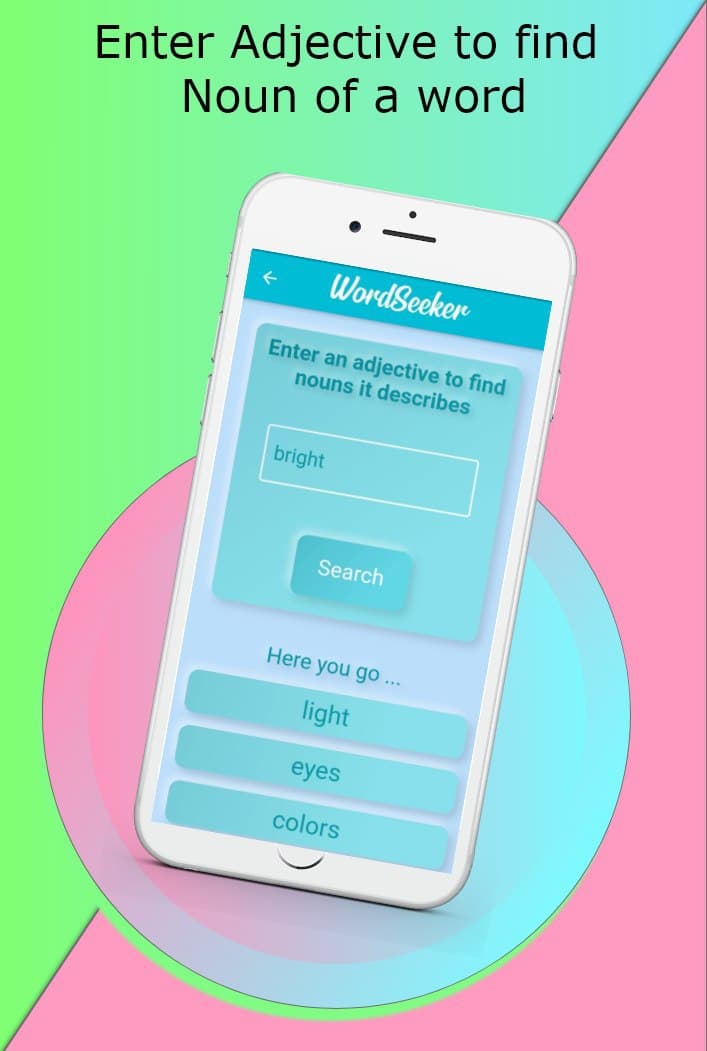 Enter Adjective to find
Noun of a word
WordSeeker
Enter an adjective to find
nouns it describes
bright
Search
Here you go ...
light
eyes
colors